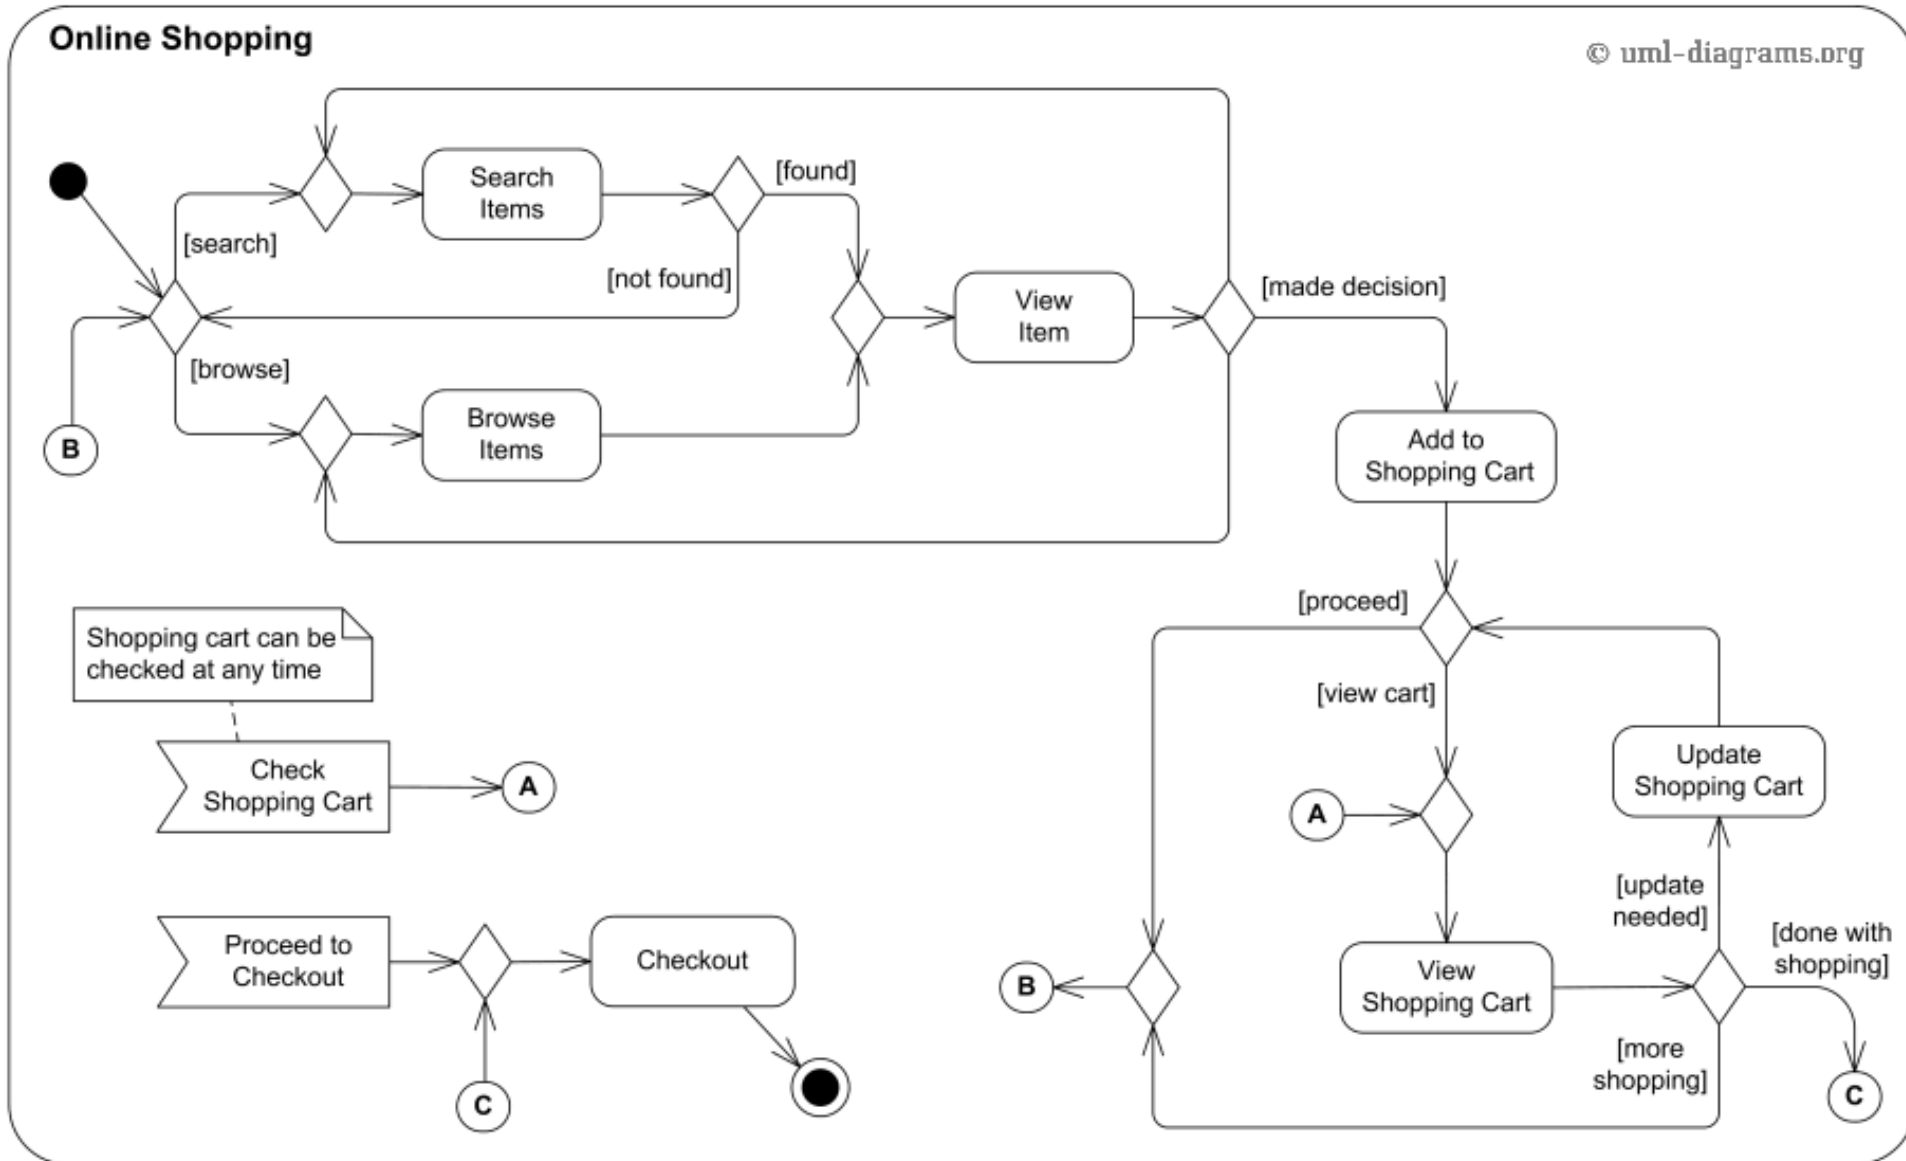 Online Shopping
© uml-diagrams.org
Search
Items
[found]
[search]
[not found]
View
Item
[made decision]
[browse]
Browse
Items
B
Add to
Shopping Cart
Shopping cart can be
checked at any time
[proceed]
[view cart]
Check
Shopping Cart
A
A
Update
Shopping Cart
[update
needed]
[done with
shopping]
Proceed to
Checkout
Checkout
B
View
Shopping Cart
[more
shopping]
C
C